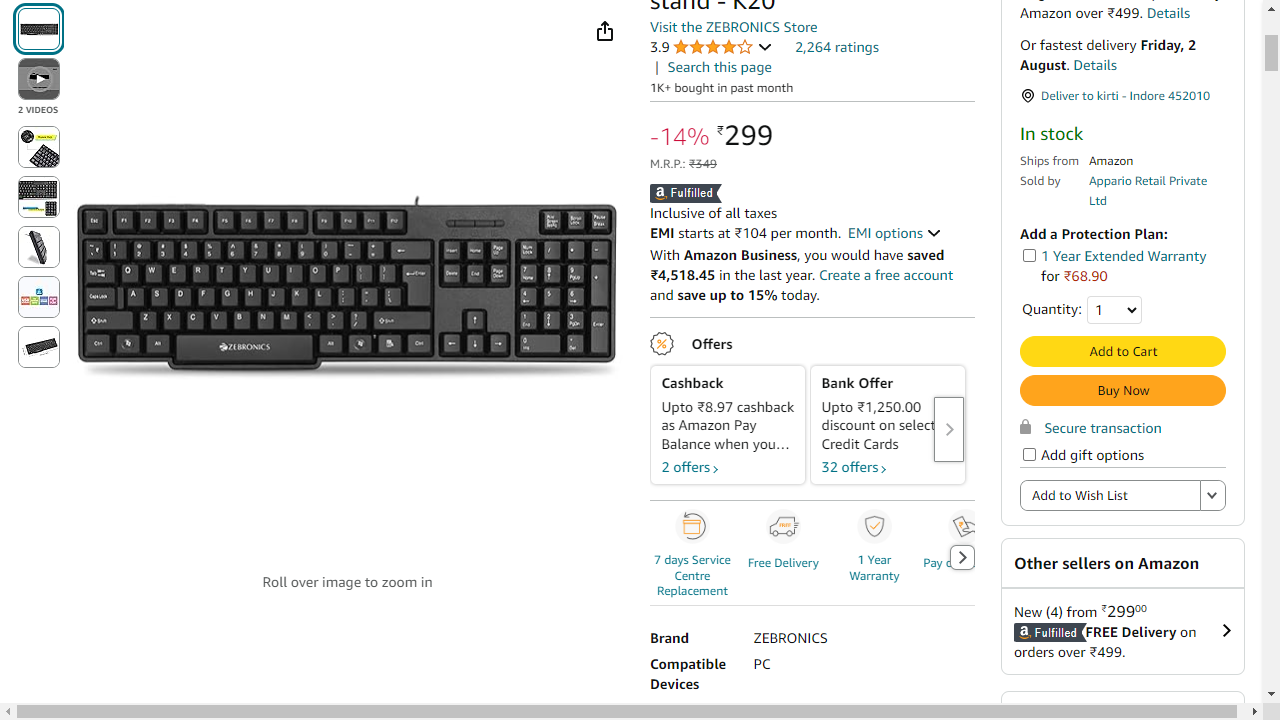 stand - K20
Visit the ZEBRONICS Store
3.9
2,264 ratings
| Search this page
1K+ bought in past month
-14% ₹299
M.R.P.: ₹349
a Fulfilled
Inclusive of all taxes
EMI starts at ₹104 per month. EMI options
With Amazon Business, you would have saved
₹4,518.45 in the last year. Create a free account
and save up to 15% today.
Offers
Cashback
Upto ₹8.97 cashback
as Amazon Pay
Balance when you…
2 offers ›
Bank Offer
Upto ₹1,250.00
discount on select
Credit Cards
32 offers ›
7 days Service
Centre
Replacement
Free Delivery
1 Year
Warranty
Pay
Brand ZEBRONICS
Compatible PC
Devices
2 VIDEOS
ZEBRONICS
Roll over image to zoom in
Amazon over ₹499. Details
Or fastest delivery Friday, 2
August. Details
Deliver to kirti - Indore 452010
In stock
Ships from Amazon
Sold by Appario Retail Private
Ltd
Add a Protection Plan:
1 Year Extended Warranty
for ₹68.90
Quantity: 1
Add to Cart
Buy Now
Secure transaction
Add gift options
Add to Wish List
Other sellers on Amazon
New (4) from ₹29900
a Fulfilled FREE Delivery on
orders over ₹499.